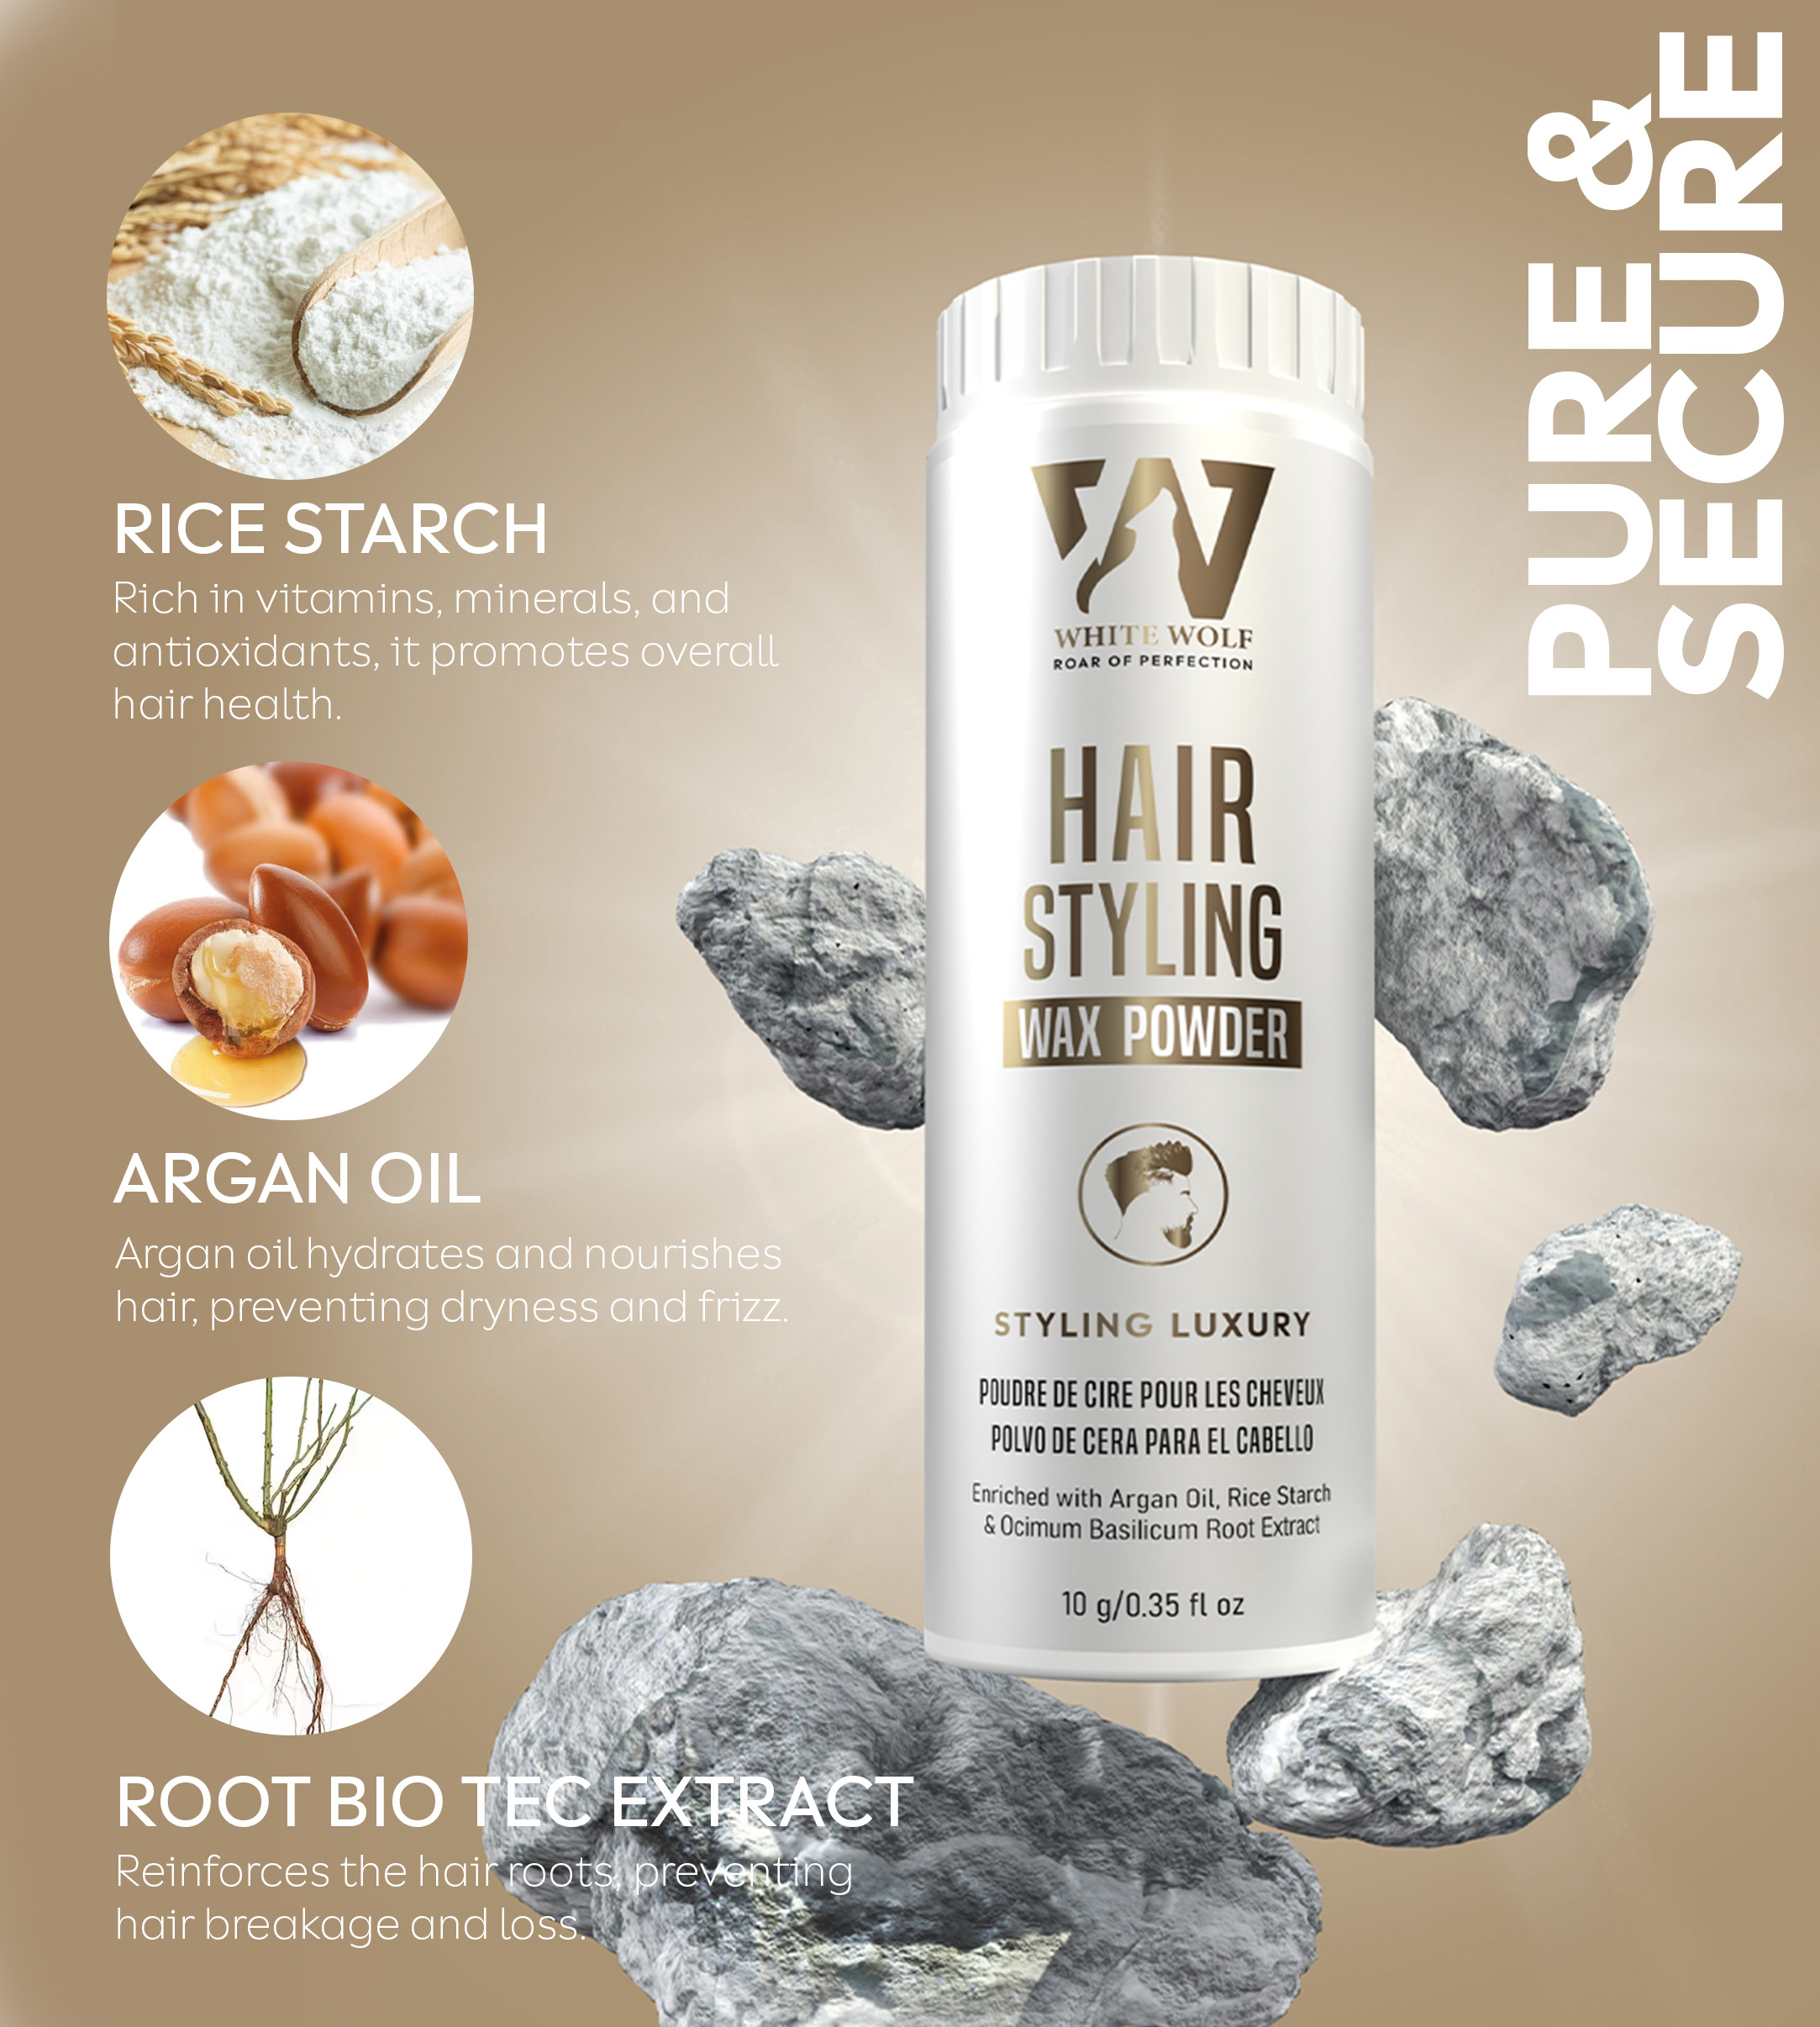 PURE &
SECURE
RICE STARCH
Rich in vitamins, minerals, and
antioxidants, it promotes overall
hair health.
ARGAN OIL
Argan oil hydrates and nourishes
hair, preventing dryness and frizz.
ROOT BIO TEC EXTRACT
Reinforces the hair roots, preventing
hair breakage and loss.
W
WHITE WOLF
ROAR OF PERFECTION
HAIR
STYLING
WAX POWDER
STYLING LUXURY
POUDRE DE CIRE POUR LES CHEVEUX
POLVO DE CERA PARA EL CABELLO
Enriched with Argan Oil, Rice Starch
& Ocimum Basilicum Root Extract
10 g/0.35 fl oz